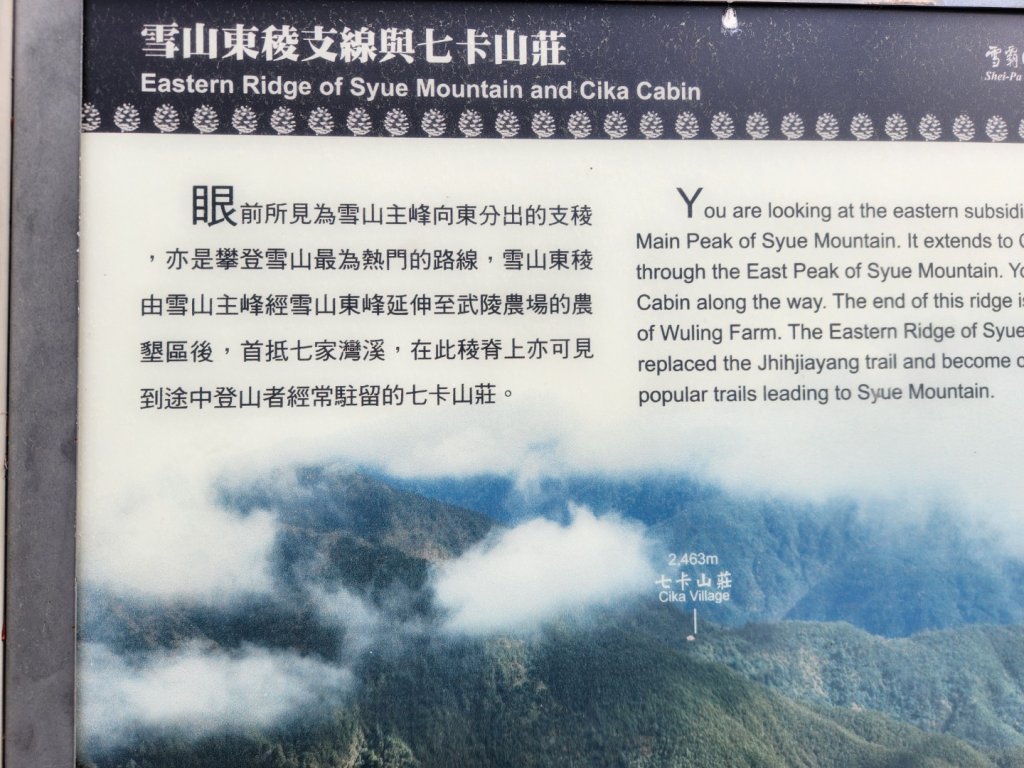 雪山東稜支線與七卡山莊
Eastern Ridge of Syue Mountain and Cika Cabin
雪霸
Shei-Pa
眼前所見為雪山主峰向東分出的支稜
，亦是攀登雪山最為熱門的路線，雪山東稜
由雪山主峰經雪山東峰延伸至武陵農場的農
墾區後，首抵七家灣溪，在此稜脊上亦可見
到途中登山者經常駐留的七卡山莊。
You are looking at the eastern subsidi
Main Peak of Syue Mountain. It extends to
through the East Peak of Syue Mountain. Yo
Cabin along the way. The end of this ridge i
of Wuling Farm. The Eastern Ridge of Syue
replaced the Jhihjiayang trail and become
popular trails leading to Syue Mountain.
2,463m
七卡山莊
Cika Village